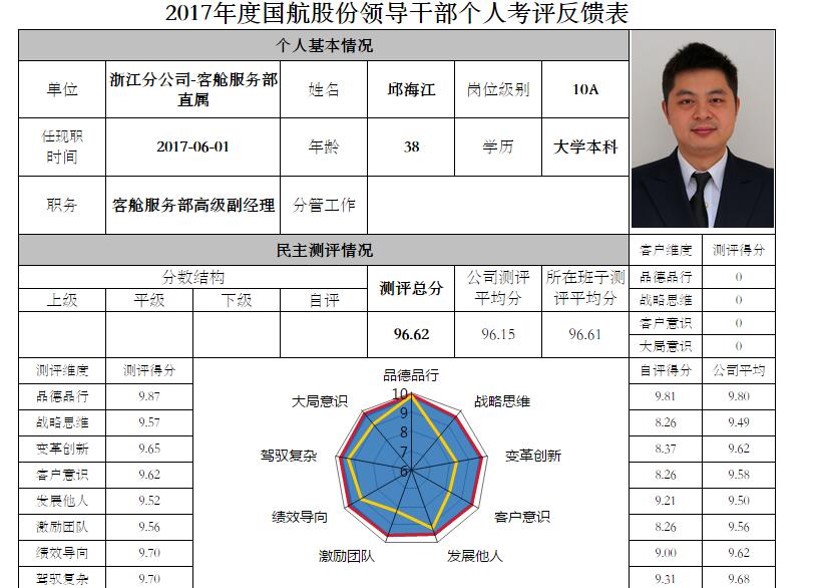 2017年度国航股份领导干部个人考评反馈表
个人基本情况
单位 浙江分公司-客舱服务部直属 姓名 邱海江 岗位级别 10A
任现职时间 2017-06-01 年龄 38 学历 大学本科
职务 客舱服务部高级副经理 分管工作
民主测评情况 客户维度 测评得分
分数结构 测评总分 公司测评平均分 所在班子测评平均分 品德品行 0
上级 平级 下级 自评 战略思维 0
96.62 96.15 96.61 客户意识 0
大局意识 0
测评维度 测评得分 自评得分 公司平均
品德品行 9.87 9.81 9.80
战略思维 9.57 8.26 9.49
变革创新 9.65 8.37 9.62
客户意识 9.62 8.26 9.58
发展他人 9.52 9.21 9.50
激励团队 9.56 8.26 9.56
绩效导向 9.70 9.00 9.62
驾驭复杂 9.70 9.31 9.68
品德品行
战略思维
变革创新
客户意识
发展他人
激励团队
绩效导向
驾驭复杂
大局意识
10
9
8
7
6